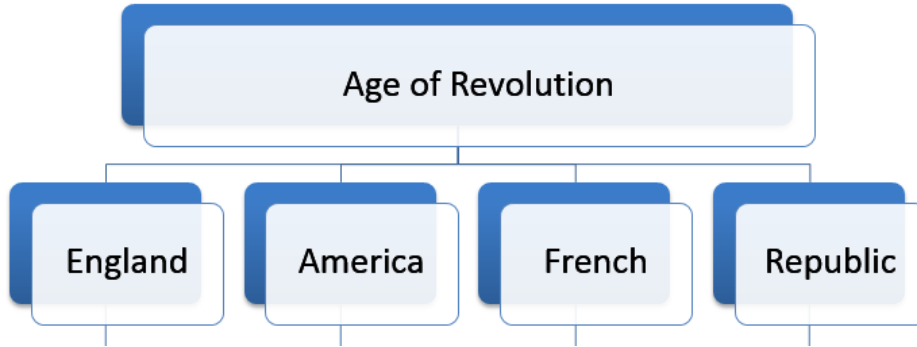 Age of Revolution
England
America
French
Republic